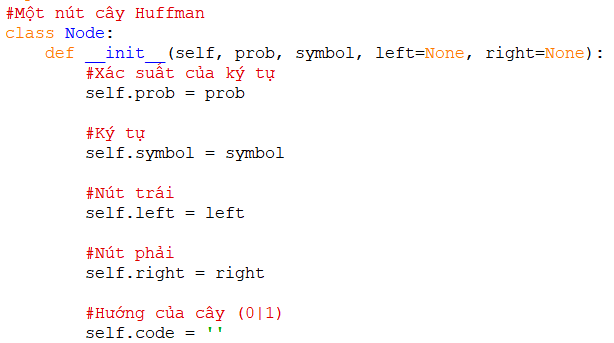 #Một nút cây Huffman
class Node:
    def __init__(self, prob, symbol, left=None, right=None):
        #Xác suất của ký tự
        self.prob = prob
        #Ký tự
        self.symbol = symbol
        #Nút trái
        self.left = left
        #Nút phải
        self.right = right
        #Hướng của cây (0|1)
        self.code = ''